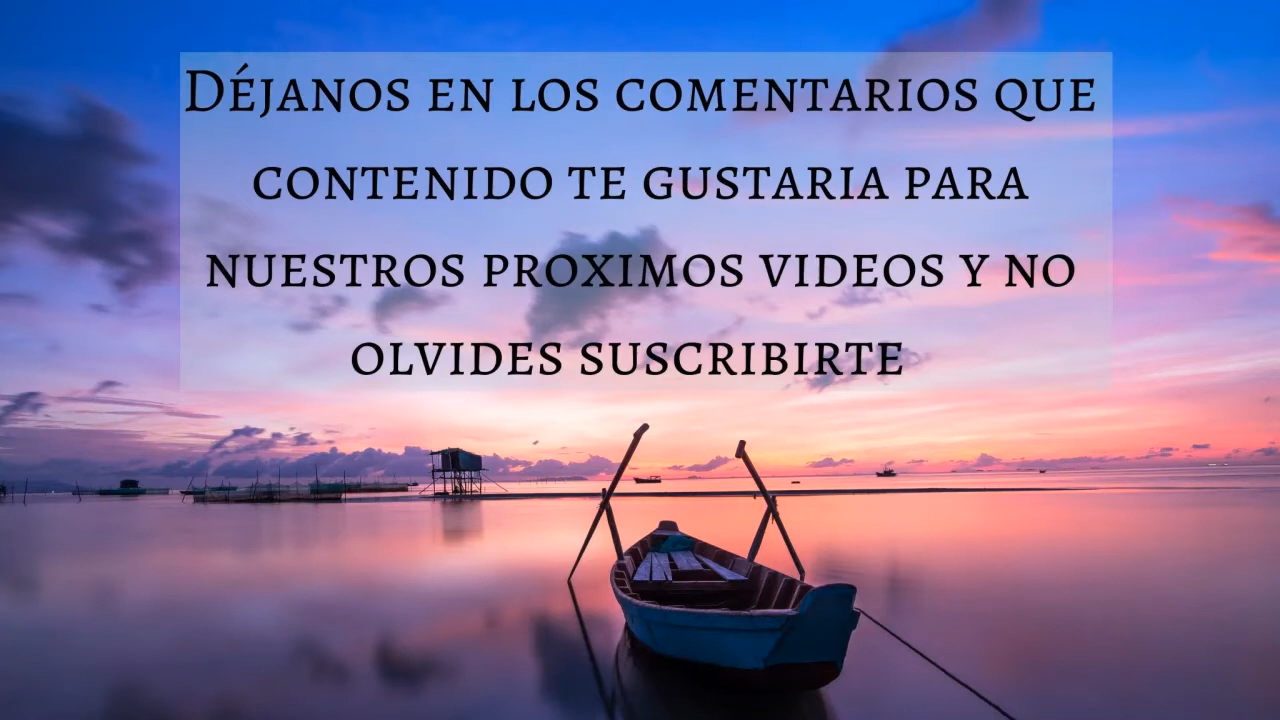 Déjanos en los comentarios que
contenido te gustaria para
nuestros proximos videos y no
olvides suscribirte